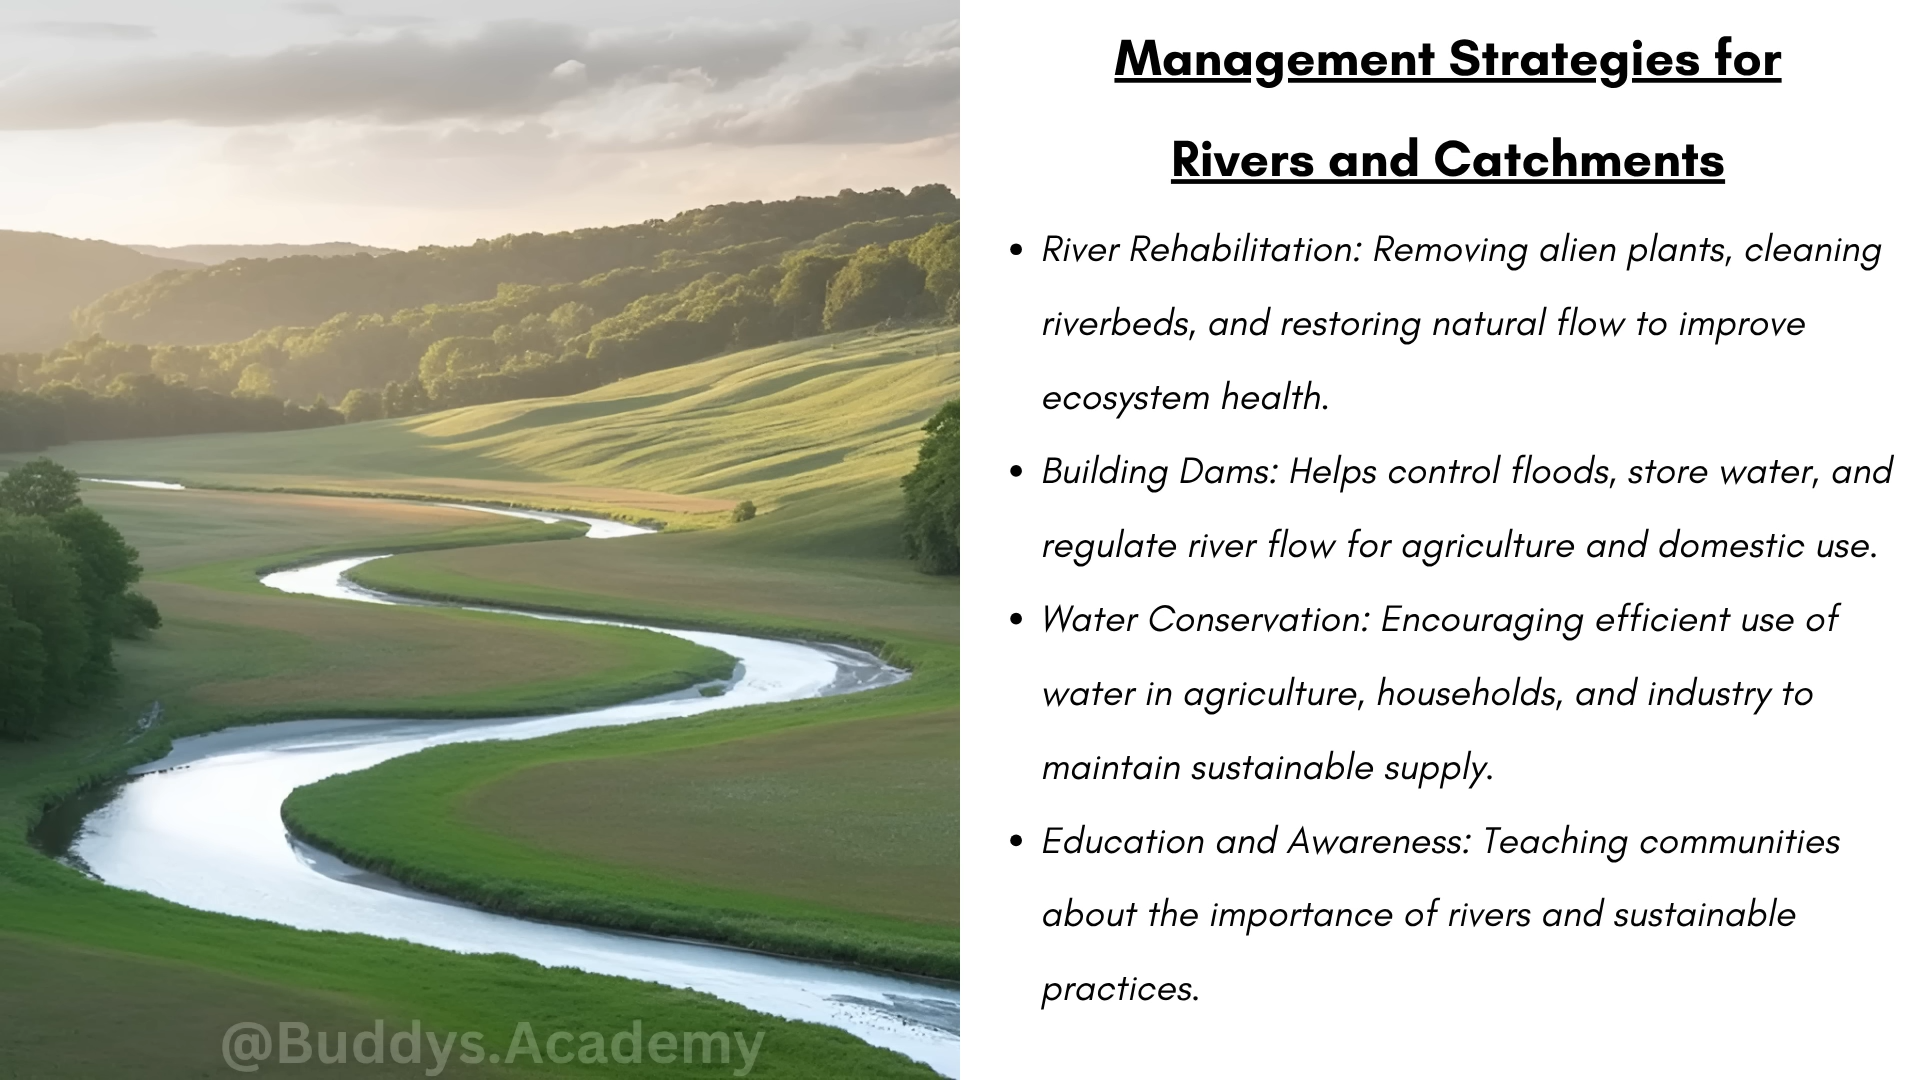 Management Strategies for
Rivers and Catchments
• River Rehabilitation: Removing alien plants, cleaning
riverbeds, and restoring natural flow to improve
ecosystem health.
• Building Dams: Helps control floods, store water, and
regulate river flow for agriculture and domestic use.
• Water Conservation: Encouraging efficient use of
water in agriculture, households, and industry to
maintain sustainable supply.
• Education and Awareness: Teaching communities
about the importance of rivers and sustainable
practices.
@Buddys.Academy